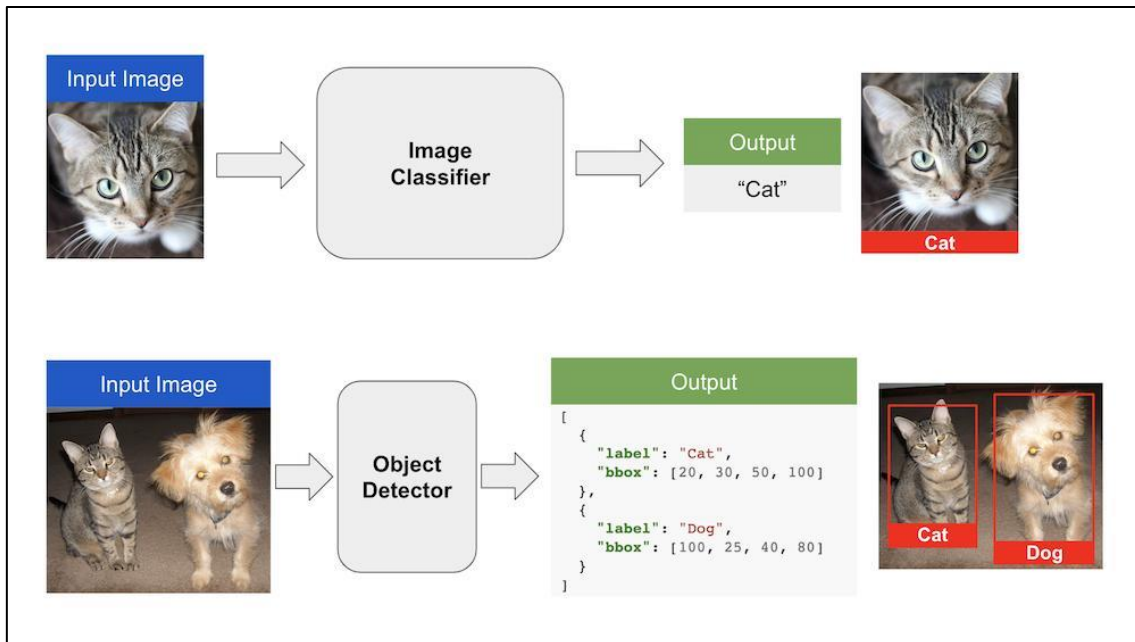 Input Image
Image
Classifier
Output
“Cat”
Cat
Input Image
Object
Detector
Output
[
{
"label": "Cat",
"bbox": [20, 30, 50, 100]
},
{
"label": "Dog",
"bbox": [100, 25, 40, 80]
}
]
Cat
Dog